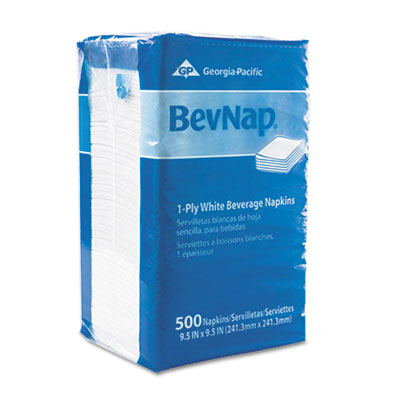 GP Georgia-Pacific
BevNap®
1-Ply White Beverage Napkins
Servilletas blancas de hoja
sencilla, para bebidas
Serviettes à boissons blanches,
1 épaisseur
500 Napkins/Servilletas/Serviettes
9.5 IN x 9.5 IN (241.3mm x 241.3mm)